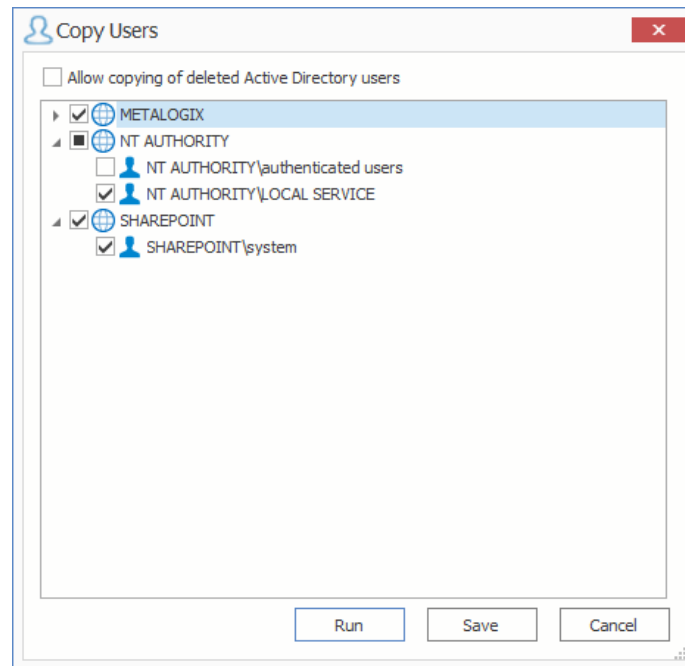 Copy Users
Allow copying of deleted Active Directory users
METALOGIX
NT AUTHORITY
NT AUTHORITY\authenticated users
NT AUTHORITY\LOCAL SERVICE
SHAREPOINT
SHAREPOINT\system
Run Save Cancel